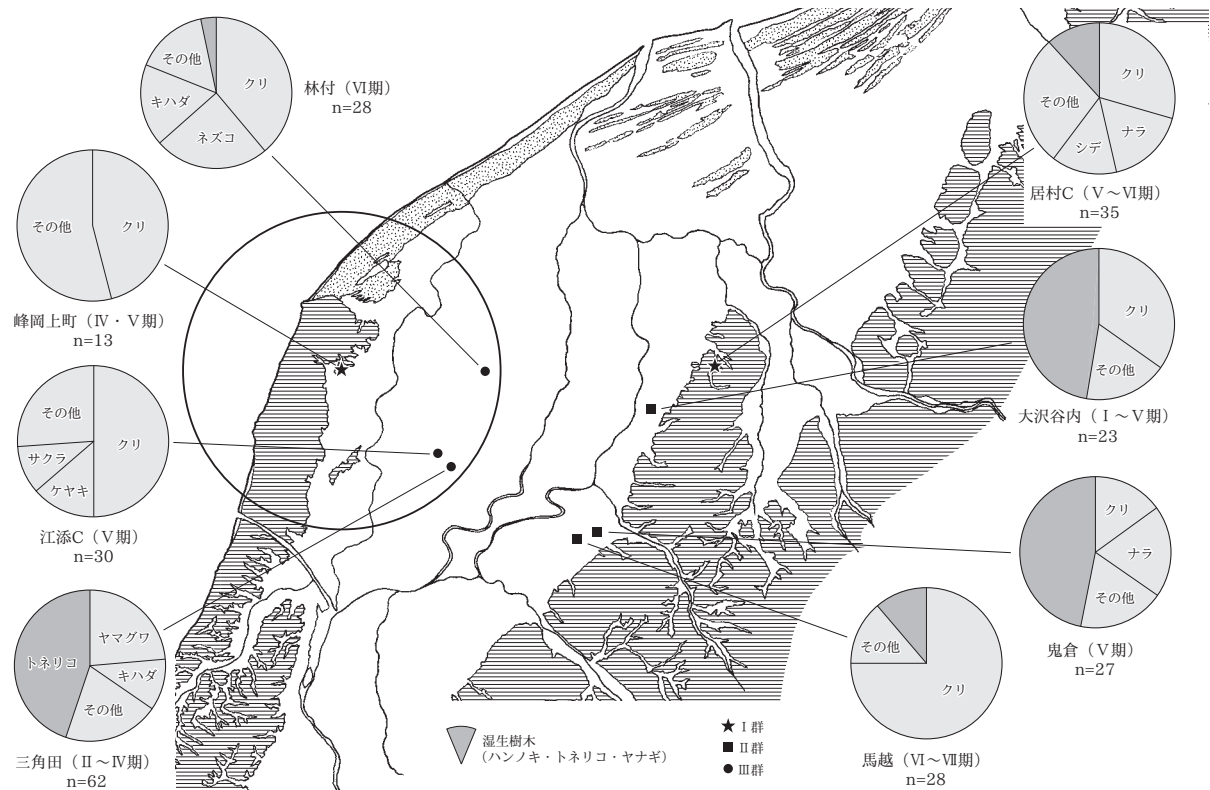 その他
クリ
キハダ
ネズコ
林付（Ⅵ期）
n=28
その他
クリ
峰岡上町（Ⅳ・Ⅴ期）
n=13
その他
クリ
サクラ
ケヤキ
江添C（Ⅴ期）
n=30
トネリコ
ヤマグワ
キハダ
その他
三角田（Ⅱ～Ⅳ期）
n=62
クリ
その他
ナラ
シデ
居村C（Ⅴ～Ⅵ期）
n=35
クリ
その他
大沢谷内（Ⅰ～Ⅴ期）
n=23
クリ
ナラ
その他
鬼倉（Ⅴ期）
n=27
その他
クリ
馬越（Ⅵ～Ⅶ期）
n=28
湿生樹木
（ハンノキ・トネリコ・ヤナギ）
★Ⅰ群
■Ⅱ群
●Ⅲ群